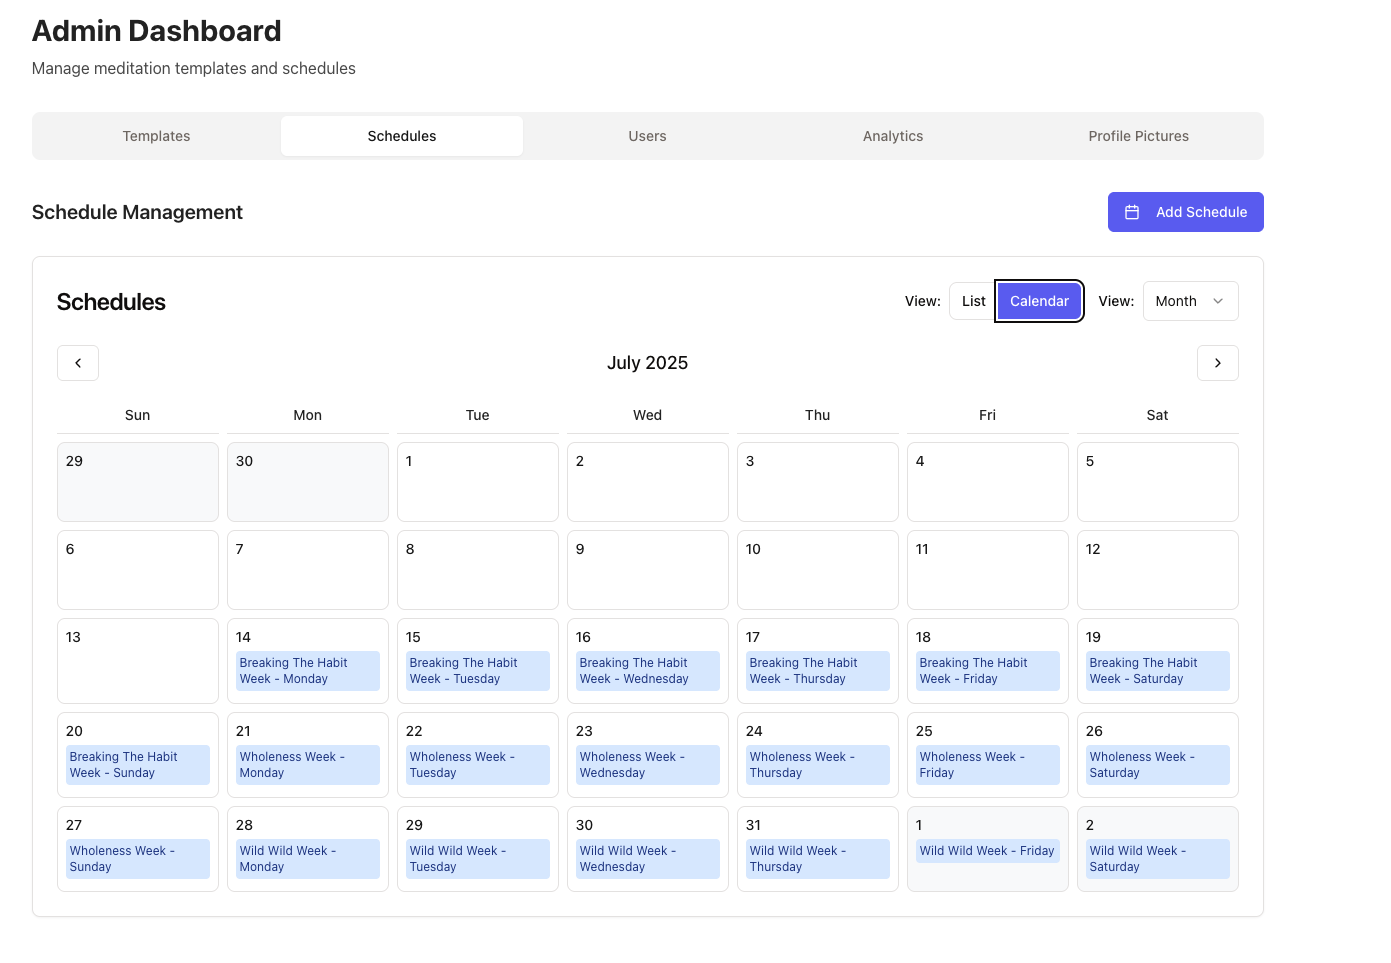 Admin Dashboard
Manage meditation templates and schedules
Templates
Schedules
Users
Analytics
Profile Pictures
Schedule Management
Add Schedule
Schedules
View:
List
Calendar
View:
Month
July 2025
Sun
Mon
Tue
Wed
Thu
Fri
Sat
29
30
1
2
3
4
5
6
7
8
9
10
11
12
13
14
Breaking The Habit
Week - Monday
15
Breaking The Habit
Week - Tuesday
16
Breaking The Habit
Week - Wednesday
17
Breaking The Habit
Week - Thursday
18
Breaking The Habit
Week - Friday
19
Breaking The Habit
Week - Saturday
20
Breaking The Habit
Week - Sunday
21
Wholeness Week -
Monday
22
Wholeness Week -
Tuesday
23
Wholeness Week -
Wednesday
24
Wholeness Week -
Thursday
25
Wholeness Week -
Friday
26
Wholeness Week -
Saturday
27
Wholeness Week -
Sunday
28
Wild Wild Week -
Monday
29
Wild Wild Week -
Tuesday
30
Wild Wild Week -
Wednesday
31
Wild Wild Week -
Thursday
1
Wild Wild Week - Friday
2
Wild Wild Week -
Saturday